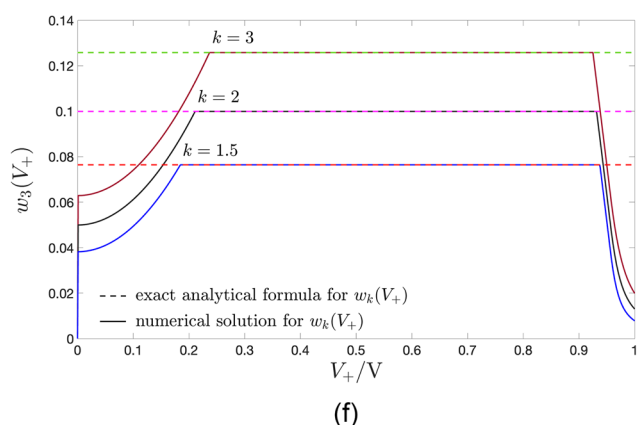 0.14
0.12
0.1
0.08
0.06
0.04
0.02
0
w₃(V₊)
k = 3
k = 2
k = 1.5
exact analytical formula for wₖ(V₊)
numerical solution for wₖ(V₊)
0 0.1 0.2 0.3 0.4 0.5 0.6 0.7 0.8 0.9 1
V₊/V
(f)